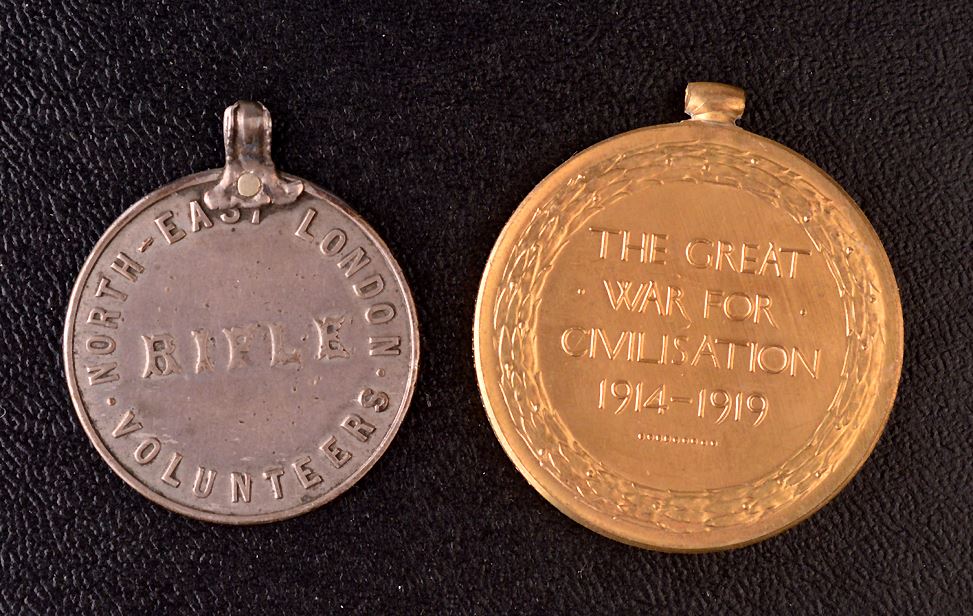 NORTH-EAST LONDON
RIFLE
·VOLUNTEERS·
THE GREAT
· WAR FOR ·
CIVILISATION
1914-1919